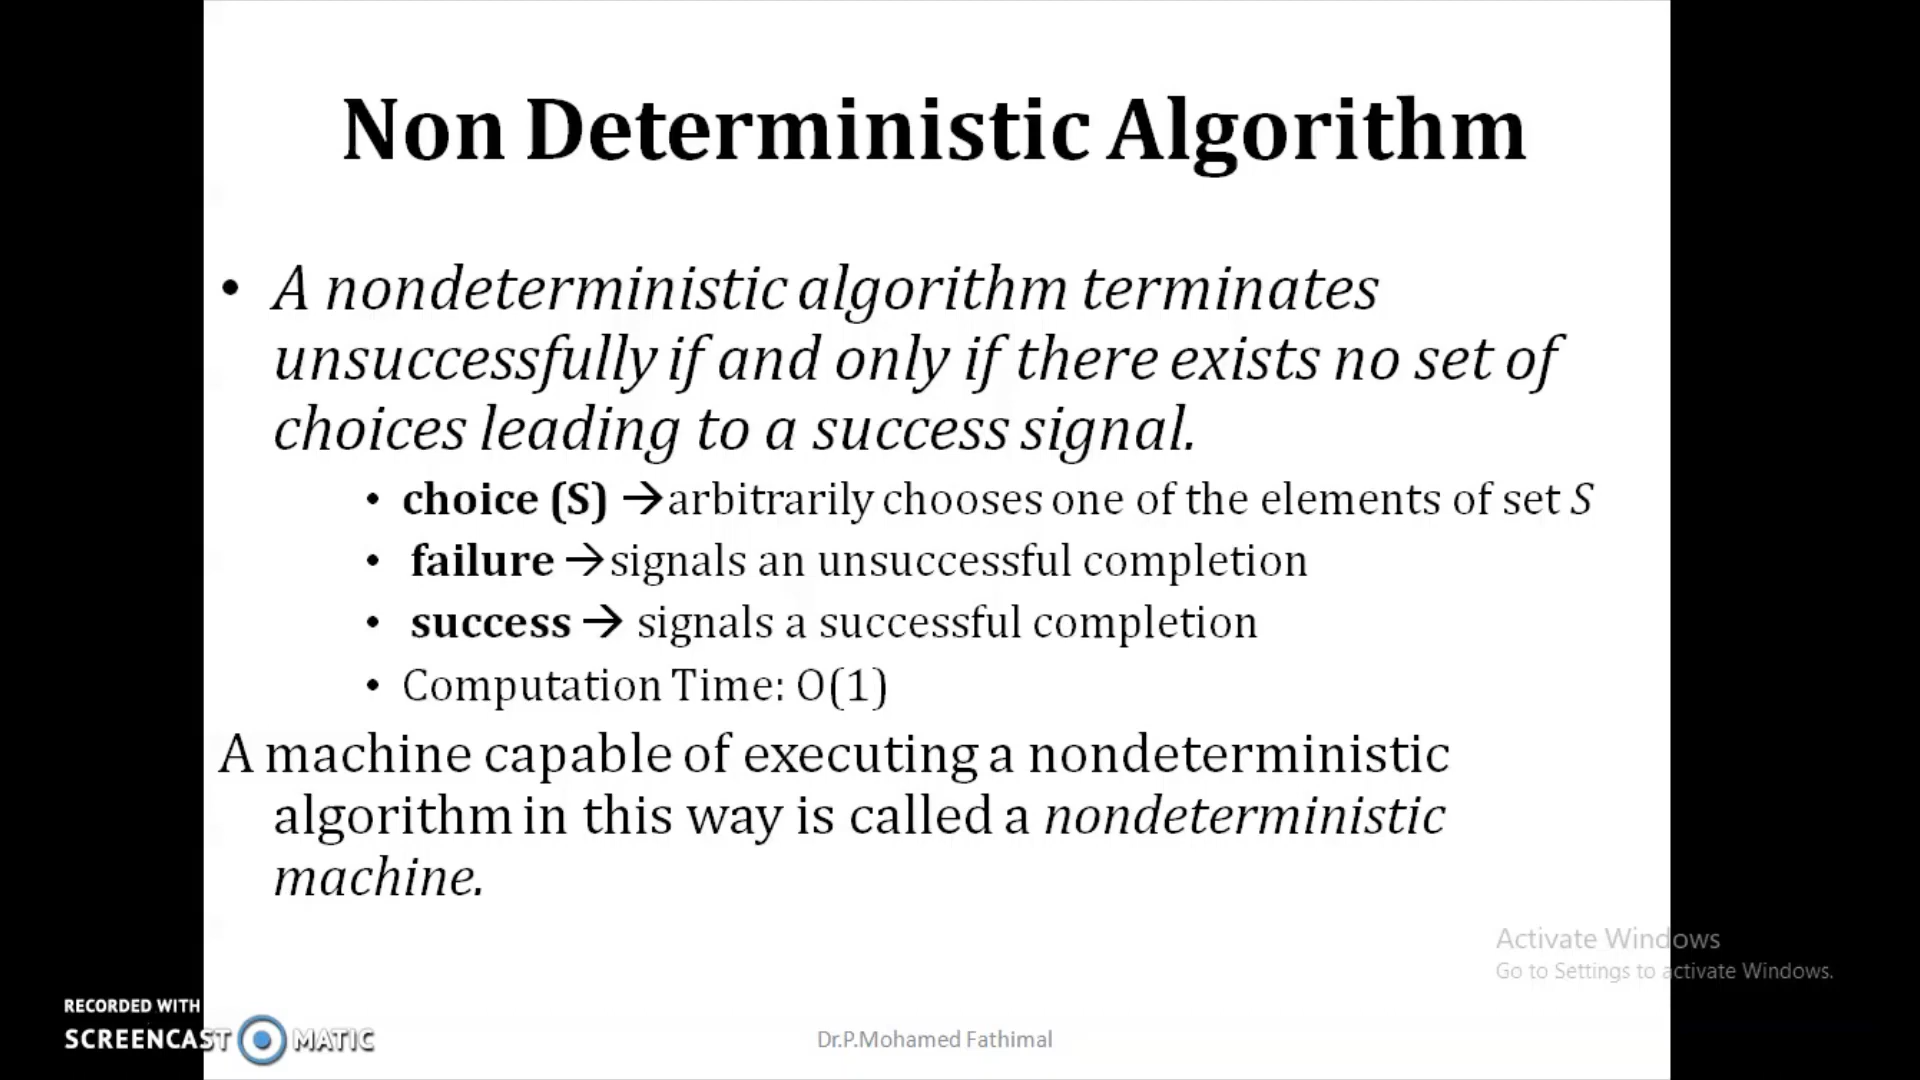 Non Deterministic Algorithm
• A nondeterministic algorithm terminates
unsuccessfully if and only if there exists no set of
choices leading to a success signal.
• choice (S) →arbitrarily chooses one of the elements of set S
• failure →signals an unsuccessful completion
• success → signals a successful completion
• Computation Time: O(1)
A machine capable of executing a nondeterministic
algorithm in this way is called a nondeterministic
machine.
Activate Windows
Go to Settings to activate Windows.
RECORDED WITH
SCREENCAST MATIC
Dr.P.Mohamed Fathimal